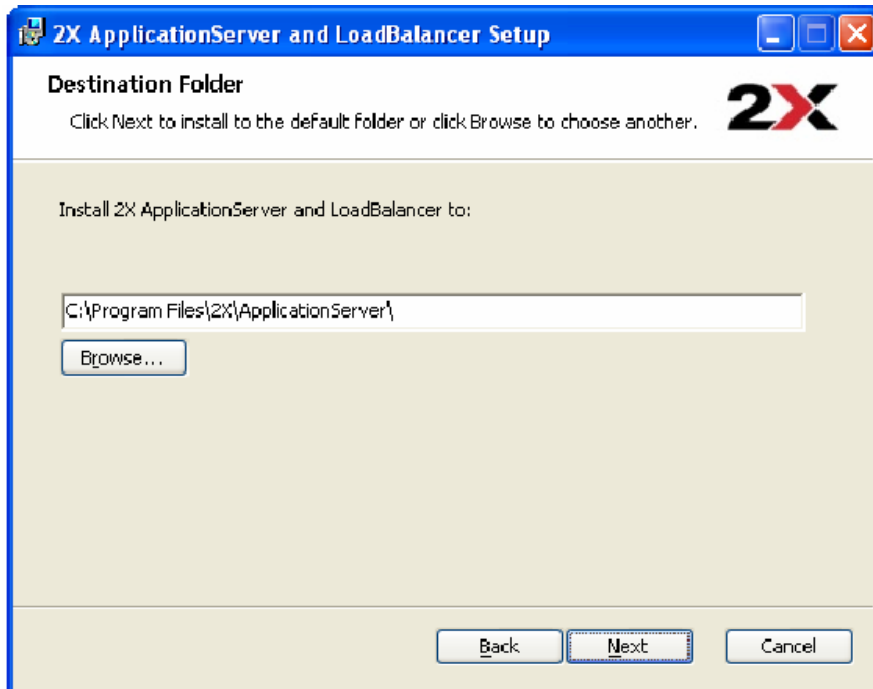 2X ApplicationServer and LoadBalancer Setup
Destination Folder
Click Next to install to the default folder or click Browse to choose another.
2X
Install 2X ApplicationServer and LoadBalancer to:
C:\Program Files\2X\ApplicationServer\
Browse...
Back Next Cancel